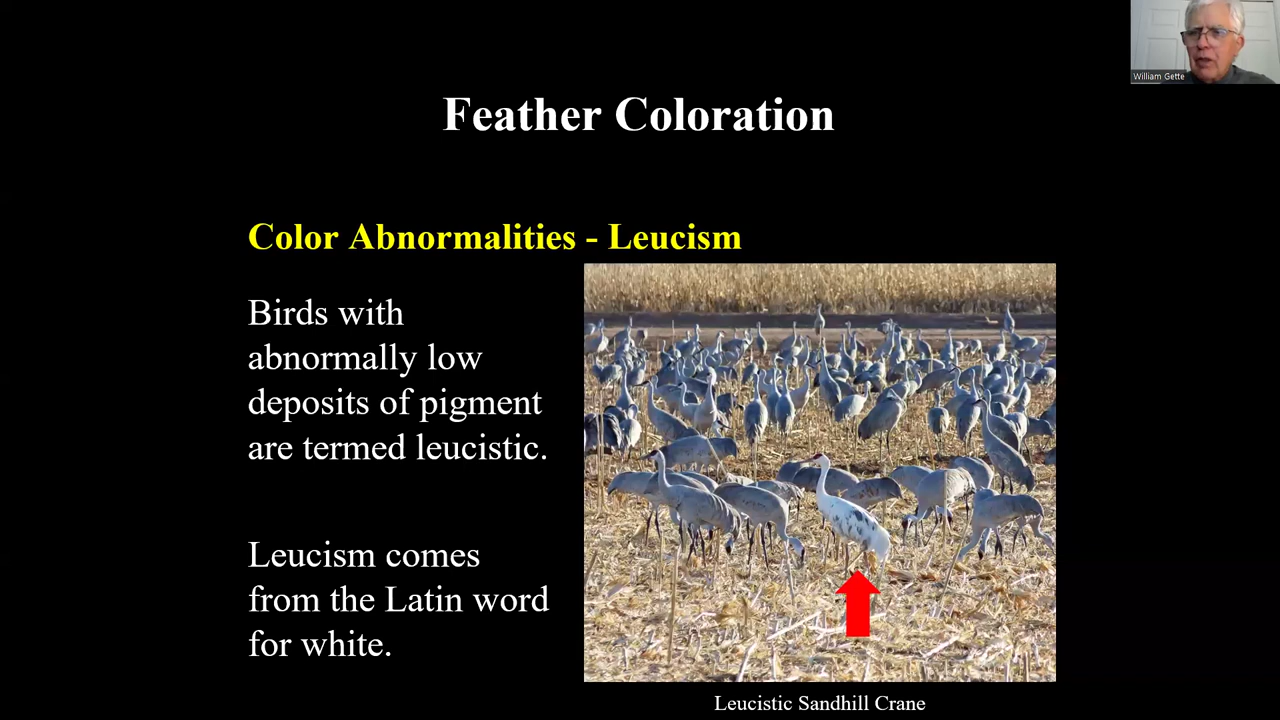 William Gette
Feather Coloration
Color Abnormalities - Leucism
Birds with
abnormally low
deposits of pigment
are termed leucistic.
Leucism comes
from the Latin word
for white.
Leucistic Sandhill Crane